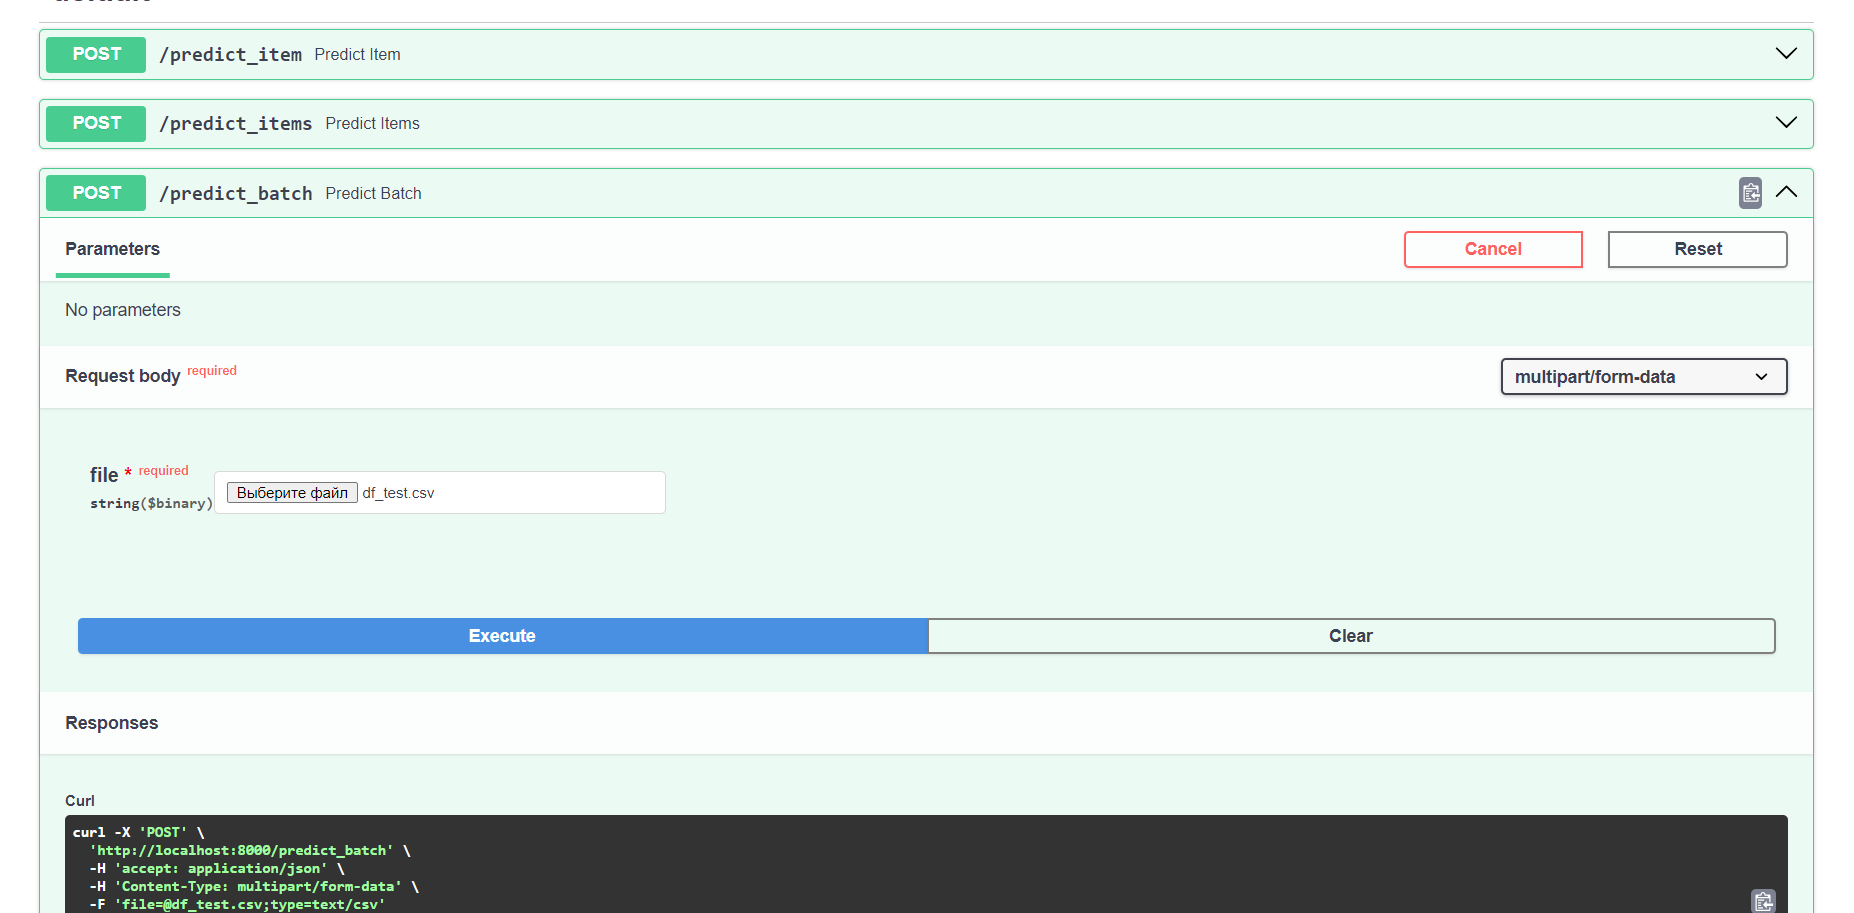 default
POST /predict_item Predict Item
POST /predict_items Predict Items
POST /predict_batch Predict Batch
Parameters
Cancel
Reset
No parameters
Request body required
multipart/form-data
file * required
string($binary)
Выберите файл df_test.csv
Execute
Clear
Responses
Curl
curl -X 'POST' \
'http://localhost:8000/predict_batch' \
-H 'accept: application/json' \
-H 'Content-Type: multipart/form-data' \
-F 'file=@df_test.csv;type=text/csv'